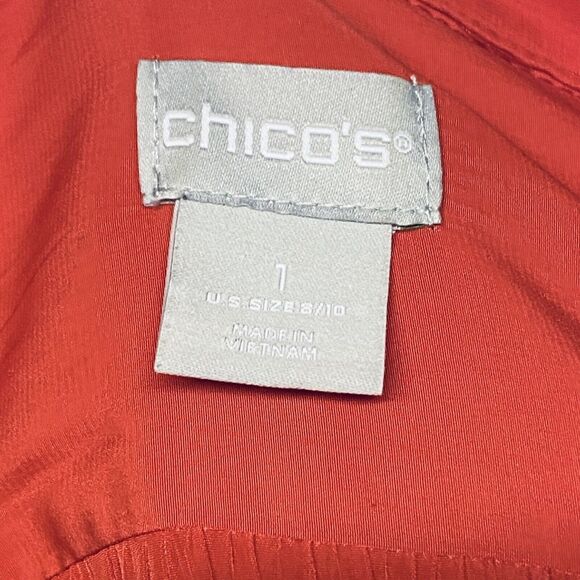 chico's®
1
U.S. SIZE 8/10
MADE IN
VIETNAM